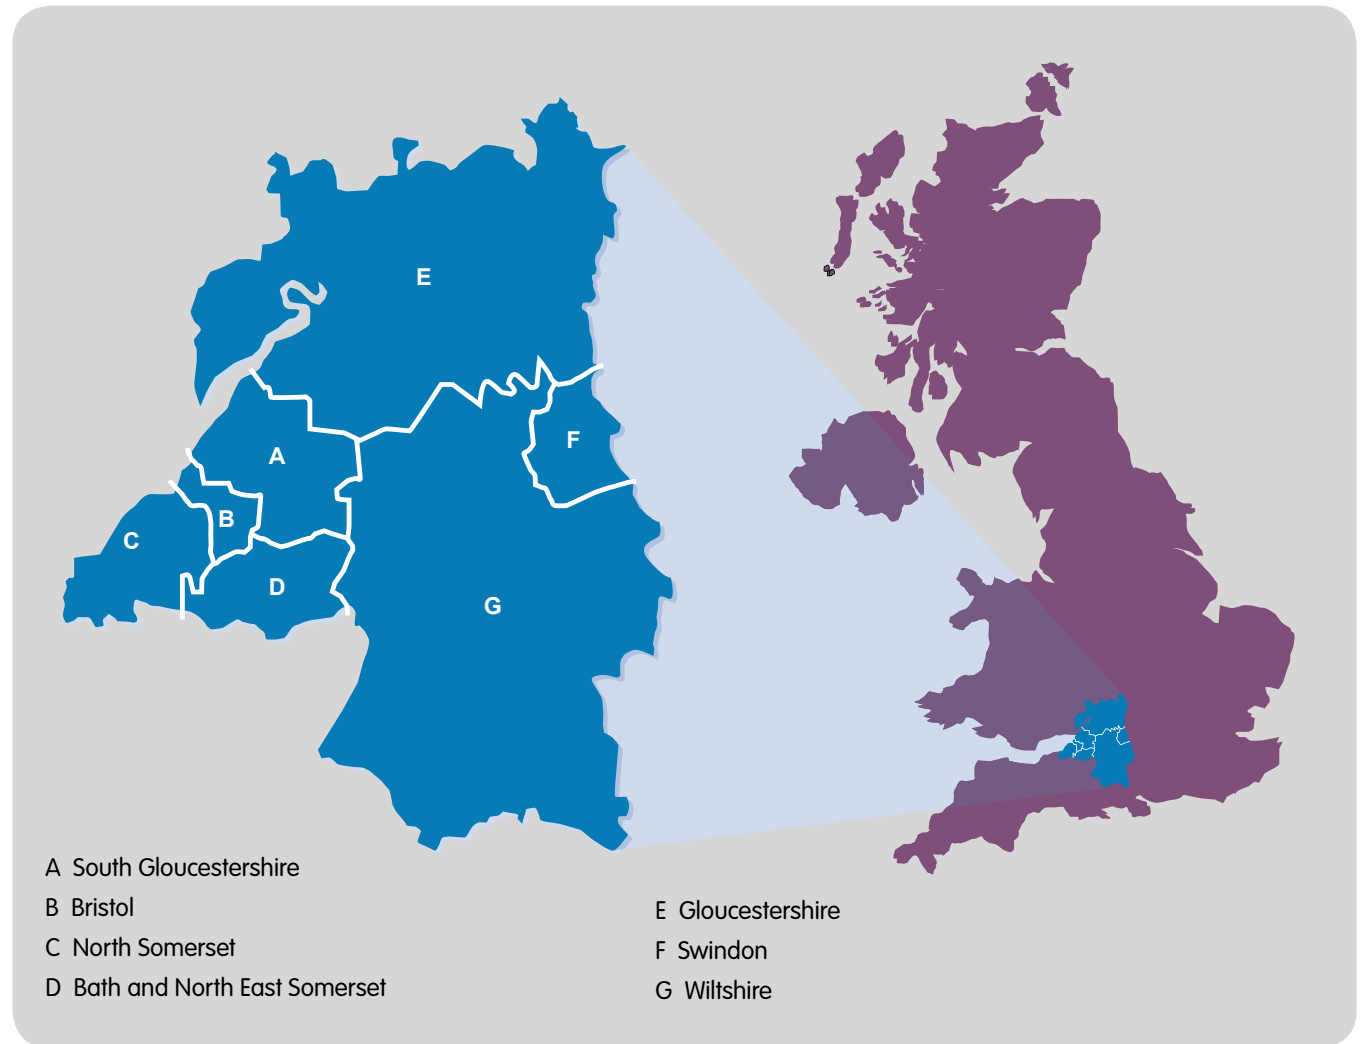 E
F
A
B
C
D
G
A South Gloucestershire
B Bristol
C North Somerset
D Bath and North East Somerset
E Gloucestershire
F Swindon
G Wiltshire